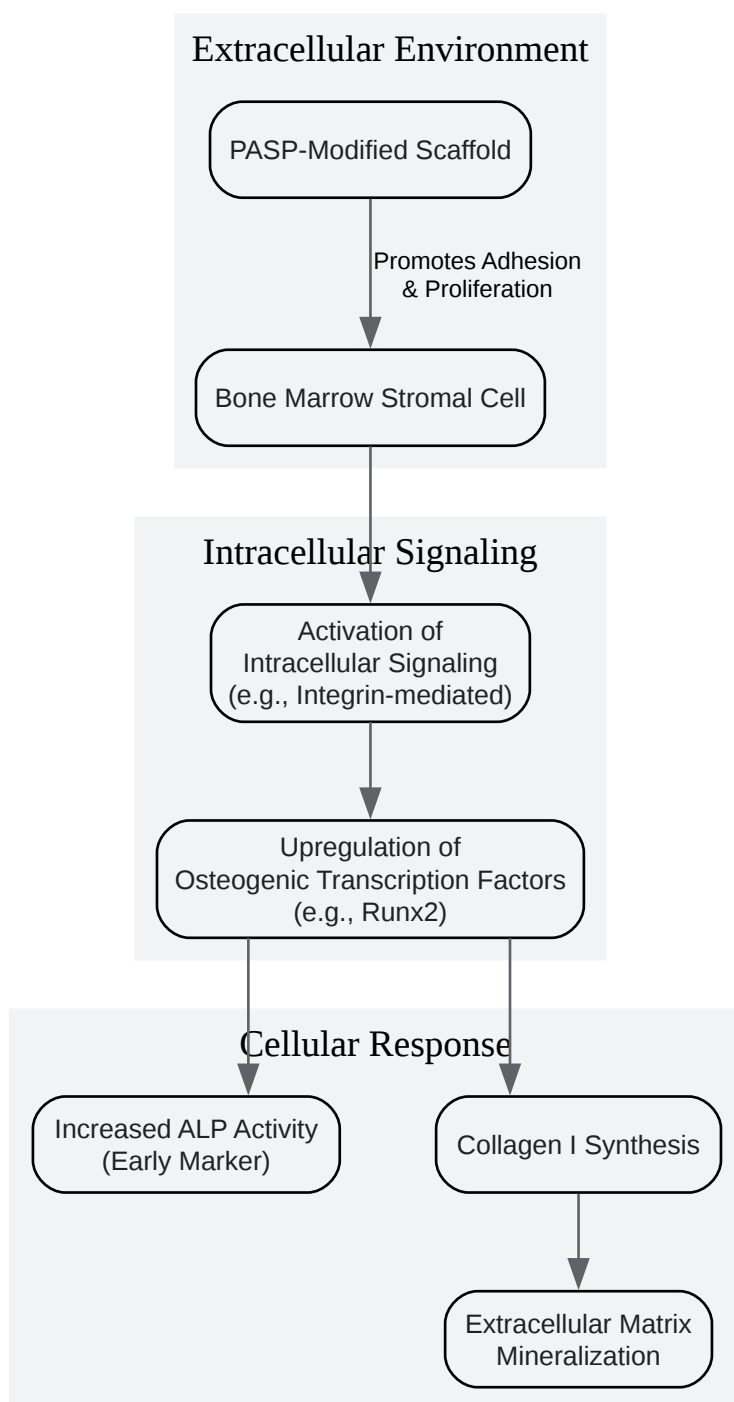 Extracellular Environment
PASP-Modified Scaffold
Promotes Adhesion
& Proliferation
Bone Marrow Stromal Cell
Intracellular Signaling
Activation of
Intracellular Signaling
(e.g., Integrin-mediated)
Upregulation of
Osteogenic Transcription Factors
(e.g., Runx2)
Cellular Response
Increased ALP Activity
(Early Marker)
Collagen I Synthesis
Extracellular Matrix
Mineralization